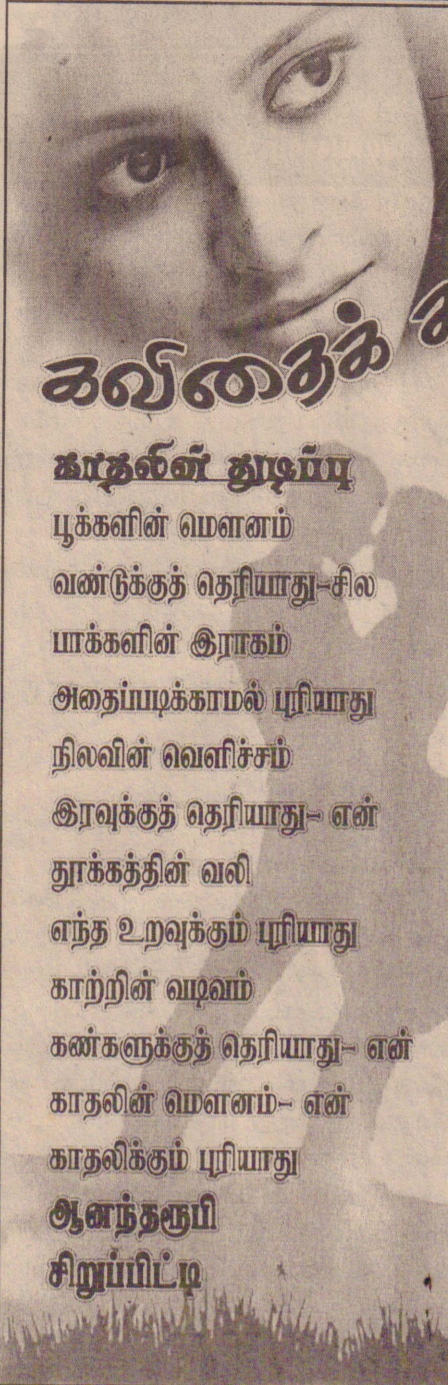 கவிதைக்
காதலின் துடிப்பு
பூக்களின் மௌனம்
வண்டுக்குத் தெரியாது-சில
பாக்களின் இராகம்
அதைப்படிக்காமல் புரியாது
நிலவின் வெளிச்சம்
இரவுக்குத் தெரியாது- என்
தூக்கத்தின் வலி
எந்த உறவுக்கும் புரியாது
காற்றின் வடிவம்
கண்களுக்குத் தெரியாது- என்
காதலின் மௌனம்- என்
காதலிக்கும் புரியாது
ஆனந்தரூபி
சிறுப்பிட்டி